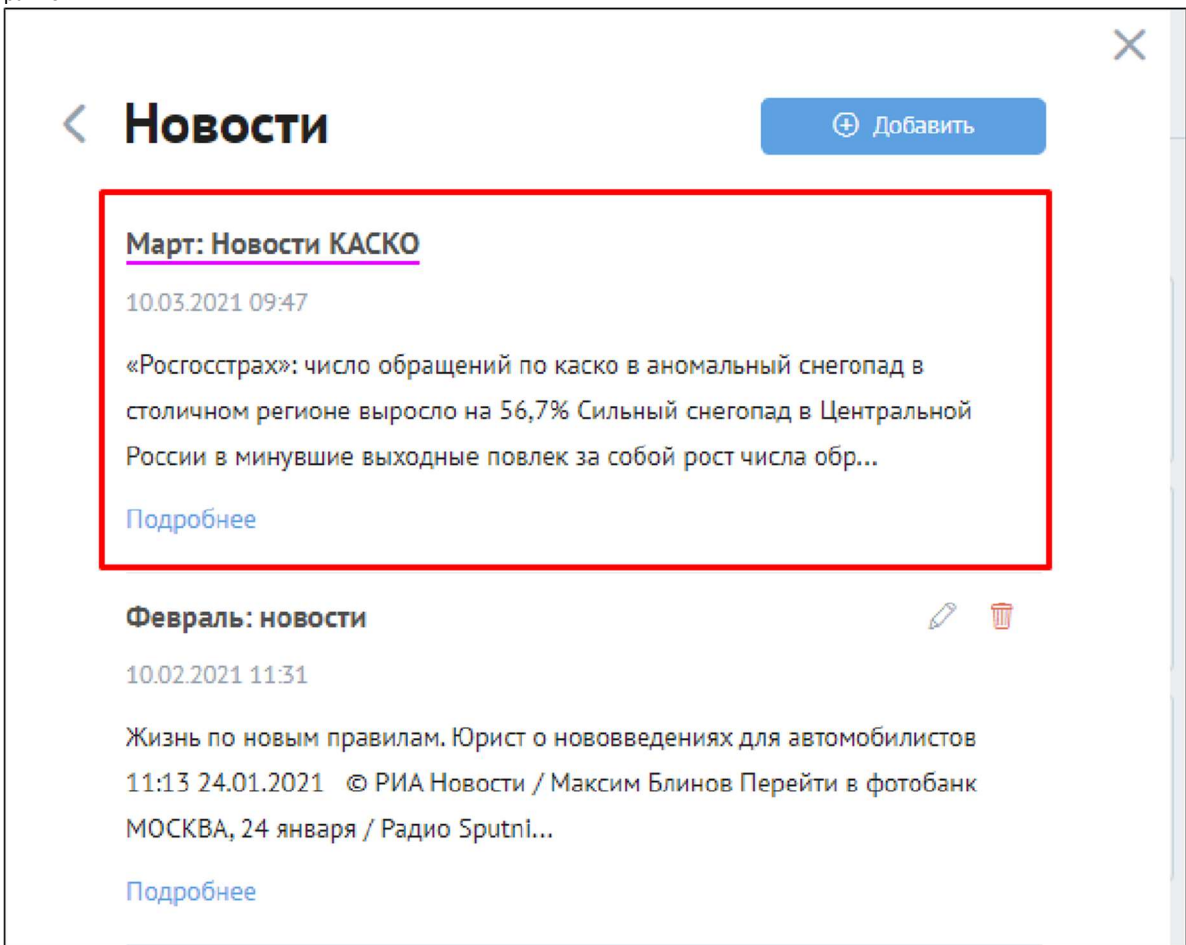 Новости
Добавить
Март: Новости КАСКО
10.03.2021 09:47
«Росгосстрах»: число обращений по каско в аномальный снегопад в
столичном регионе выросло на 56,7% Сильный снегопад в Центральной
России в минувшие выходные повлек за собой рост числа обр...
Подробнее
Февраль: новости
10.02.2021 11:31
Жизнь по новым правилам. Юрист о нововведениях для автомобилистов
11:13 24.01.2021 © РИА Новости / Максим Блинов Перейти в фотобанк
МОСКВА, 24 января / Радио Sputni...
Подробнее